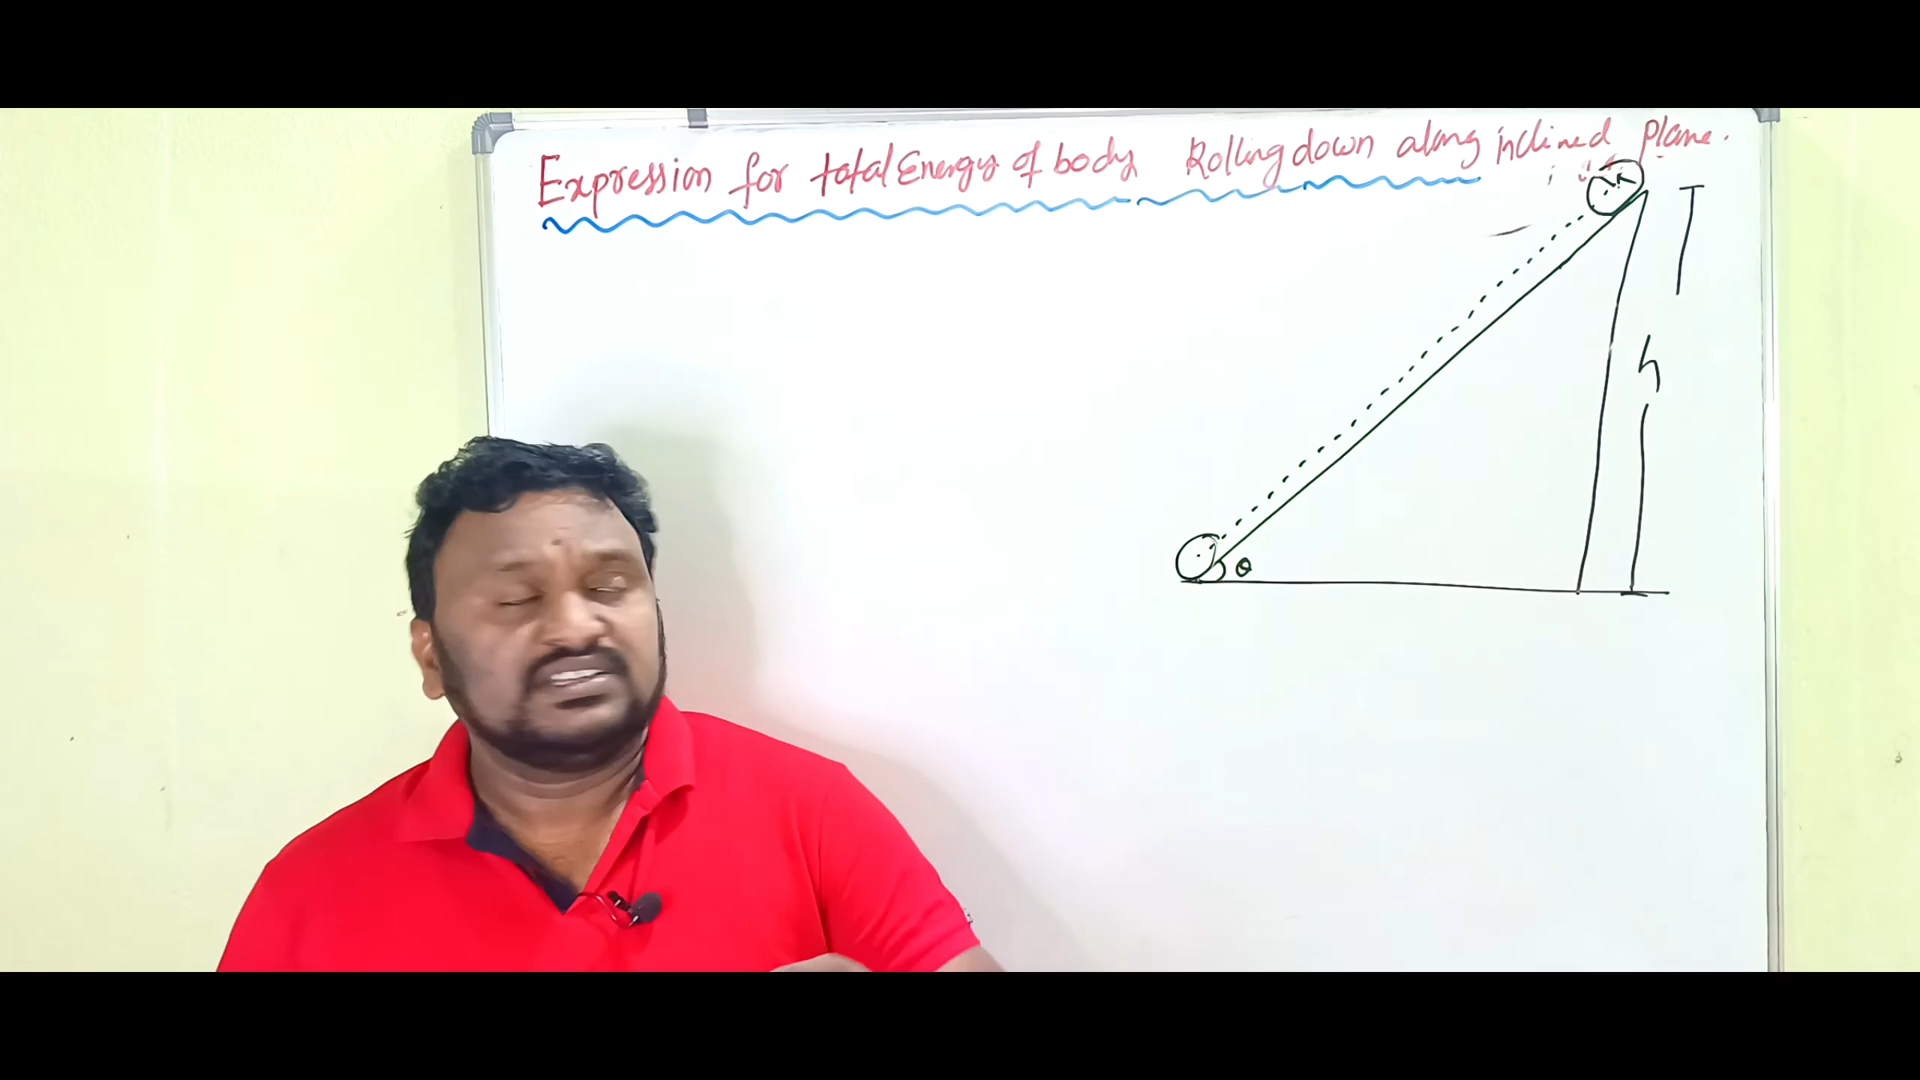 Expression for total Energy of body Rolling down along inclined plane.
R
h
θ